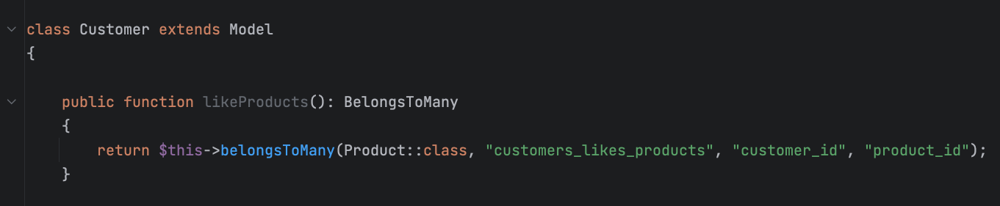 class Customer extends Model
{
    public function likeProducts(): BelongsToMany
    {
        return $this->belongsToMany(Product::class, "customers_likes_products", "customer_id", "product_id");
    }